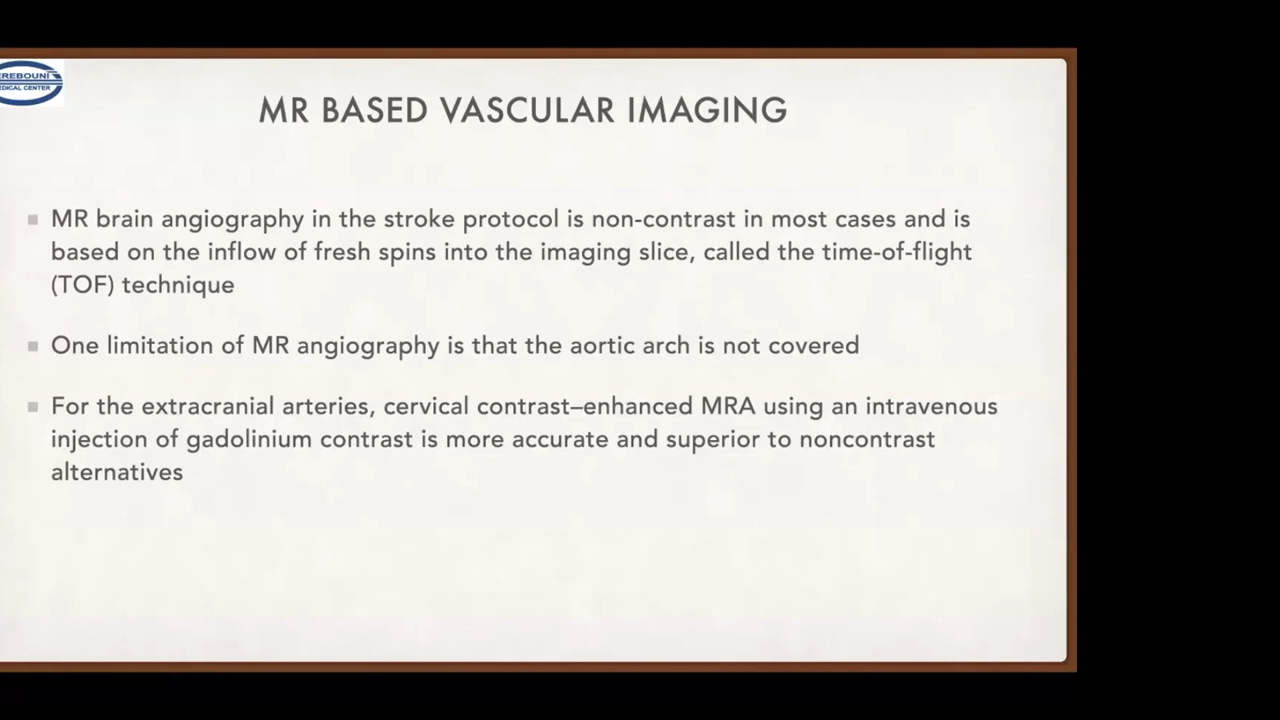 EREBOUNI
MEDICAL CENTER
MR BASED VASCULAR IMAGING
MR brain angiography in the stroke protocol is non-contrast in most cases and is
based on the inflow of fresh spins into the imaging slice, called the time-of-flight
(TOF) technique
One limitation of MR angiography is that the aortic arch is not covered
For the extracranial arteries, cervical contrast–enhanced MRA using an intravenous
injection of gadolinium contrast is more accurate and superior to noncontrast
alternatives